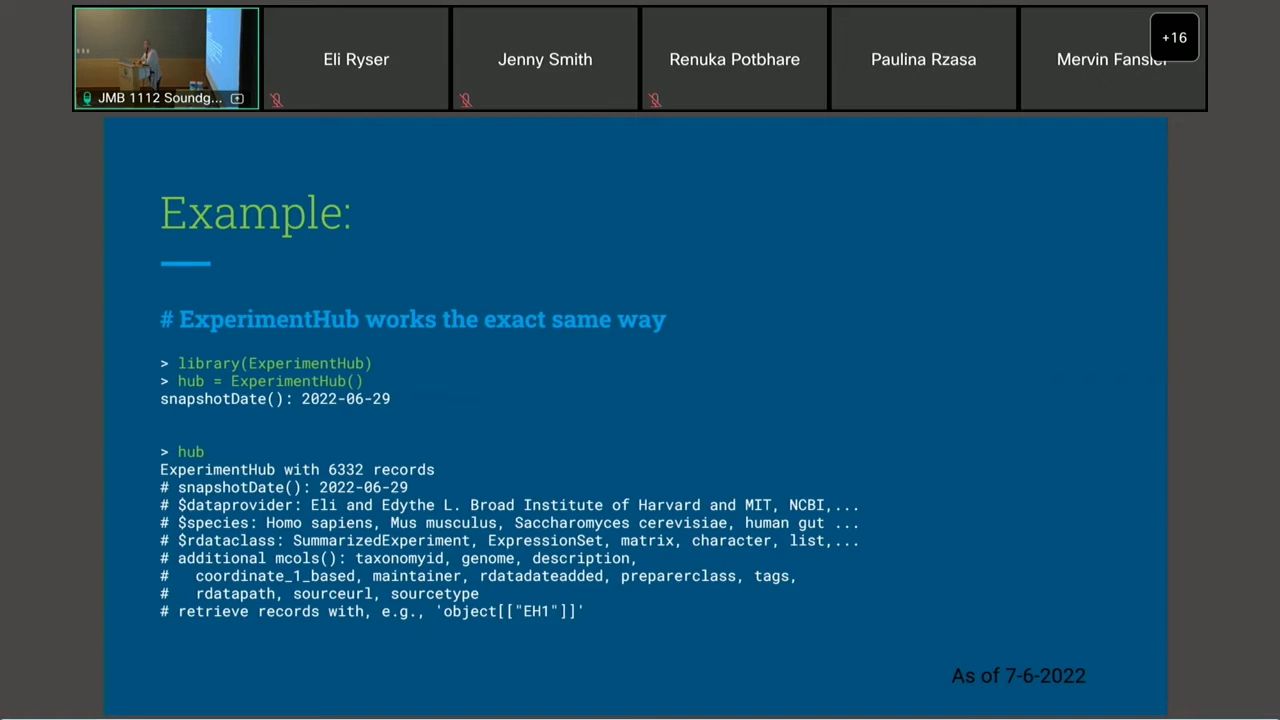 +16
Eli Ryser
Jenny Smith
Renuka Potbhare
Paulina Rzasa
Mervin Fansler
JMB 1112 Soundg...
Example:
# ExperimentHub works the exact same way
> library(ExperimentHub)
> hub = ExperimentHub()
snapshotDate(): 2022-06-29
> hub
ExperimentHub with 6332 records
# snapshotDate(): 2022-06-29
# $dataprovider: Eli and Edythe L. Broad Institute of Harvard and MIT, NCBI,...
# $species: Homo sapiens, Mus musculus, Saccharomyces cerevisiae, human gut ...
# $rdataclass: SummarizedExperiment, ExpressionSet, matrix, character, list,...
# additional mcols(): taxonomyid, genome, description,
#   coordinate_1_based, maintainer, rdatadateadded, preparerclass, tags,
#   rdatapath, sourceurl, sourcetype
# retrieve records with, e.g., 'object[["EH1"]]'
As of 7-6-2022